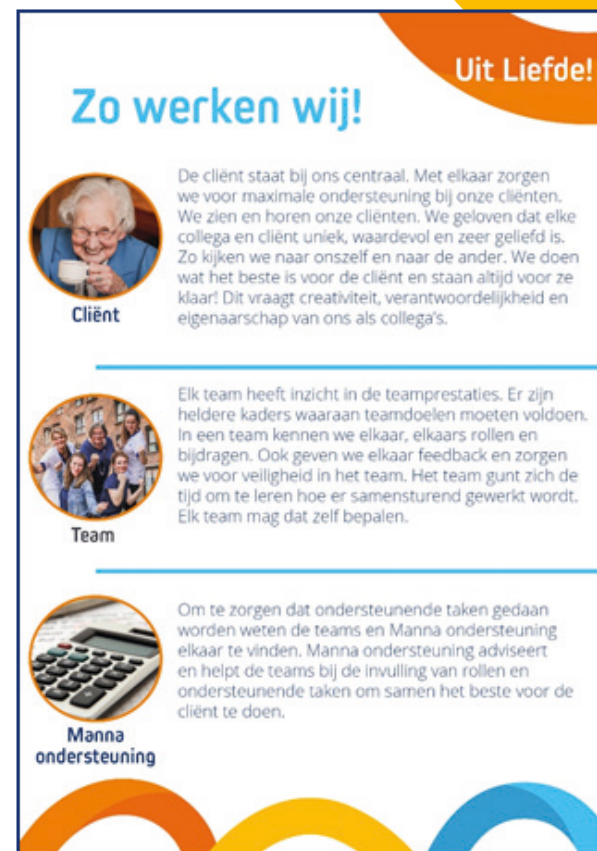 Uit Liefde!
Zo werken wij!
De cliënt staat bij ons centraal. Met elkaar zorgen
we voor maximale ondersteuning bij onze cliënten.
We zien en horen onze cliënten. We geloven dat elke
collega en cliënt uniek, waardevol en zeer geliefd is.
Zo kijken we naar onszelf en naar de ander. We doen
wat het beste is voor de cliënt en staan altijd voor ze
klaar! Dit vraagt creativiteit, verantwoordelijkheid en
eigenaarschap van ons als collega's.
Cliënt
Elk team heeft inzicht in de teamprestaties. Er zijn
heldere kaders waaraan teamdoelen moeten voldoen.
In een team kennen we elkaar, elkaars rollen en
bijdragen. Ook geven we elkaar feedback en zorgen
we voor veiligheid in het team. Het team gunt zich de
tijd om te leren hoe er samensturend gewerkt wordt.
Elk team mag dat zelf bepalen.
Team
Om te zorgen dat ondersteunende taken gedaan
worden weten de teams en Manna ondersteuning
elkaar te vinden. Manna ondersteuning adviseert
en helpt de teams bij de invulling van rollen en
ondersteunende taken om samen het beste voor de
cliënt te doen.
Manna
ondersteuning